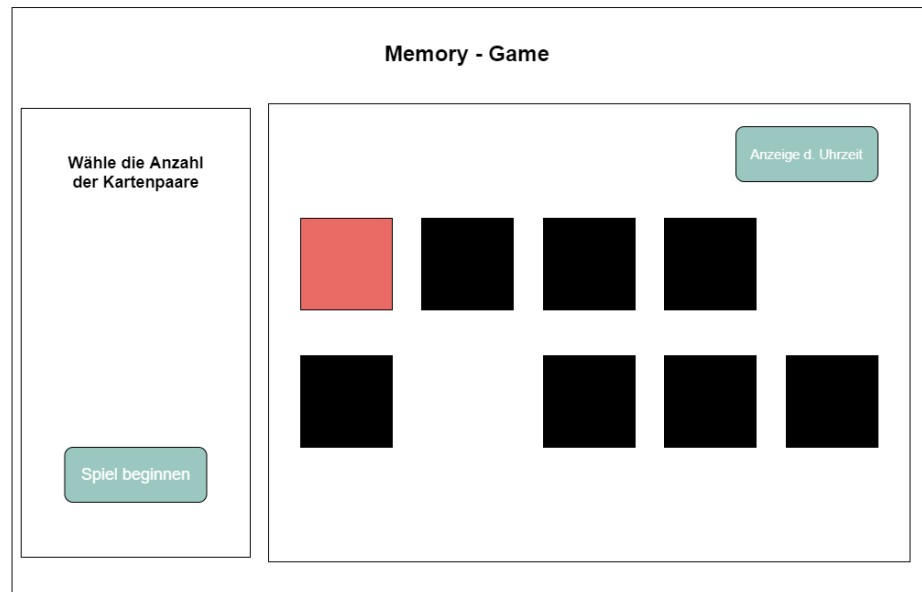 Memory - Game
Wähle die Anzahl
der Kartenpaare
Spiel beginnen
Anzeige d. Uhrzeit